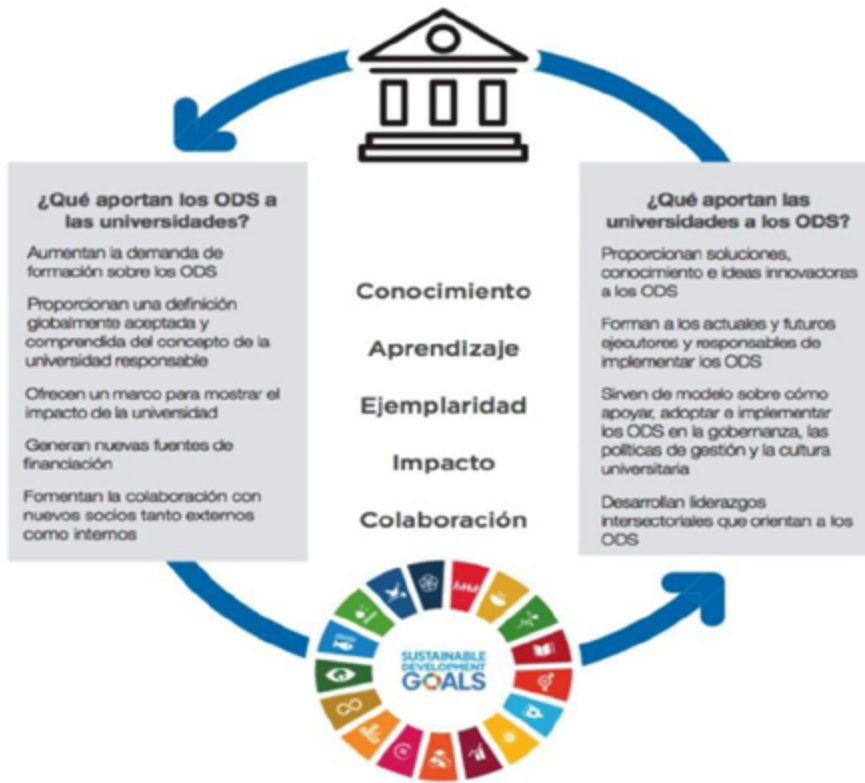 ¿Qué aportan los ODS a
las universidades?
Aumentan la demanda de
formación sobre los ODS
Proporcionan una definición
globalmente aceptada y
comprendida del concepto de la
universidad responsable
Ofrecen un marco para mostrar el
impacto de la universidad
Generan nuevas fuentes de
financiación
Fomentan la colaboración con
nuevos socios tanto externos
como internos
Conocimiento
Aprendizaje
Ejemplaridad
Impacto
Colaboración
¿Qué aportan las
universidades a los ODS?
Proporcionan soluciones,
conocimiento e ideas innovadoras
a los ODS
Forman a los actuales y futuros
ejecutores y responsables de
implementar los ODS
Sirven de modelo sobre cómo
apoyar, adoptar e implementar
los ODS en la gobernanza, las
políticas de gestión y la cultura
universitaria
Desarrollan liderazgos
intersectoriales que orientan a los
ODS
SUSTAINABLE
DEVELOPMENT
GOALS